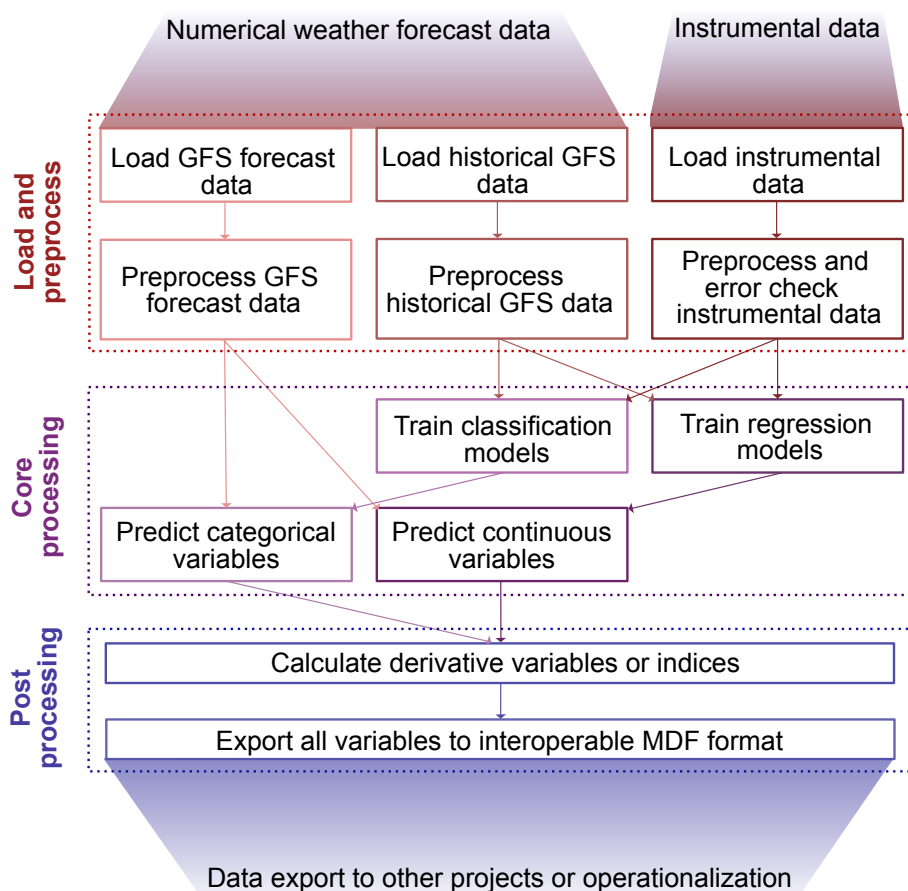 Numerical weather forecast data
Instrumental data
Load and
preprocess
Load GFS forecast
data
Load historical GFS
data
Load instrumental
data
Preprocess GFS
forecast data
Preprocess
historical GFS data
Preprocess and
error check
instrumental data
Core
processing
Train classification
models
Train regression
models
Predict categorical
variables
Predict continuous
variables
Post
processing
Calculate derivative variables or indices
Export all variables to interoperable MDF format
Data export to other projects or operationalization